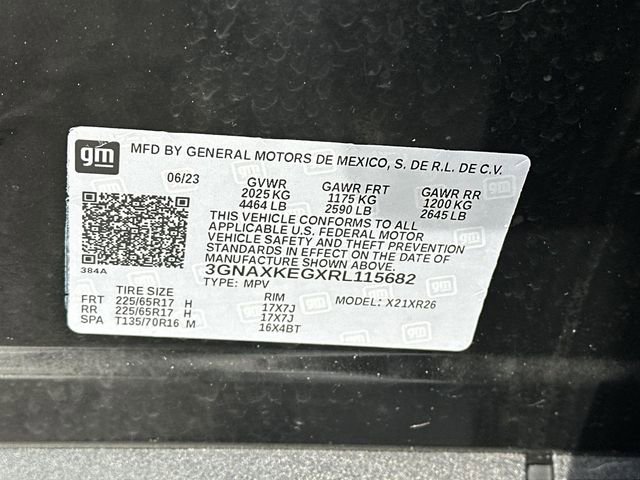 gm MFD BY GENERAL MOTORS DE MEXICO, S. DE R.L. DE C.V.
06/23 GVWR GAWR FRT GAWR RR
2025 KG 1175 KG 1200 KG
4464 LB 2590 LB 2645 LB
THIS VEHICLE CONFORMS TO ALL
APPLICABLE U.S. FEDERAL MOTOR
VEHICLE SAFETY AND THEFT PREVENTION
STANDARDS IN EFFECT ON THE DATE OF
MANUFACTURE SHOWN ABOVE.
384A 3GNAXKEGXRL115682
TYPE: MPV
TIRE SIZE RIM MODEL: X21XR26
FRT 225/65R17 H 17X7J
RR 225/65R17 H 17X7J
SPA T135/70R16 M 16X4BT